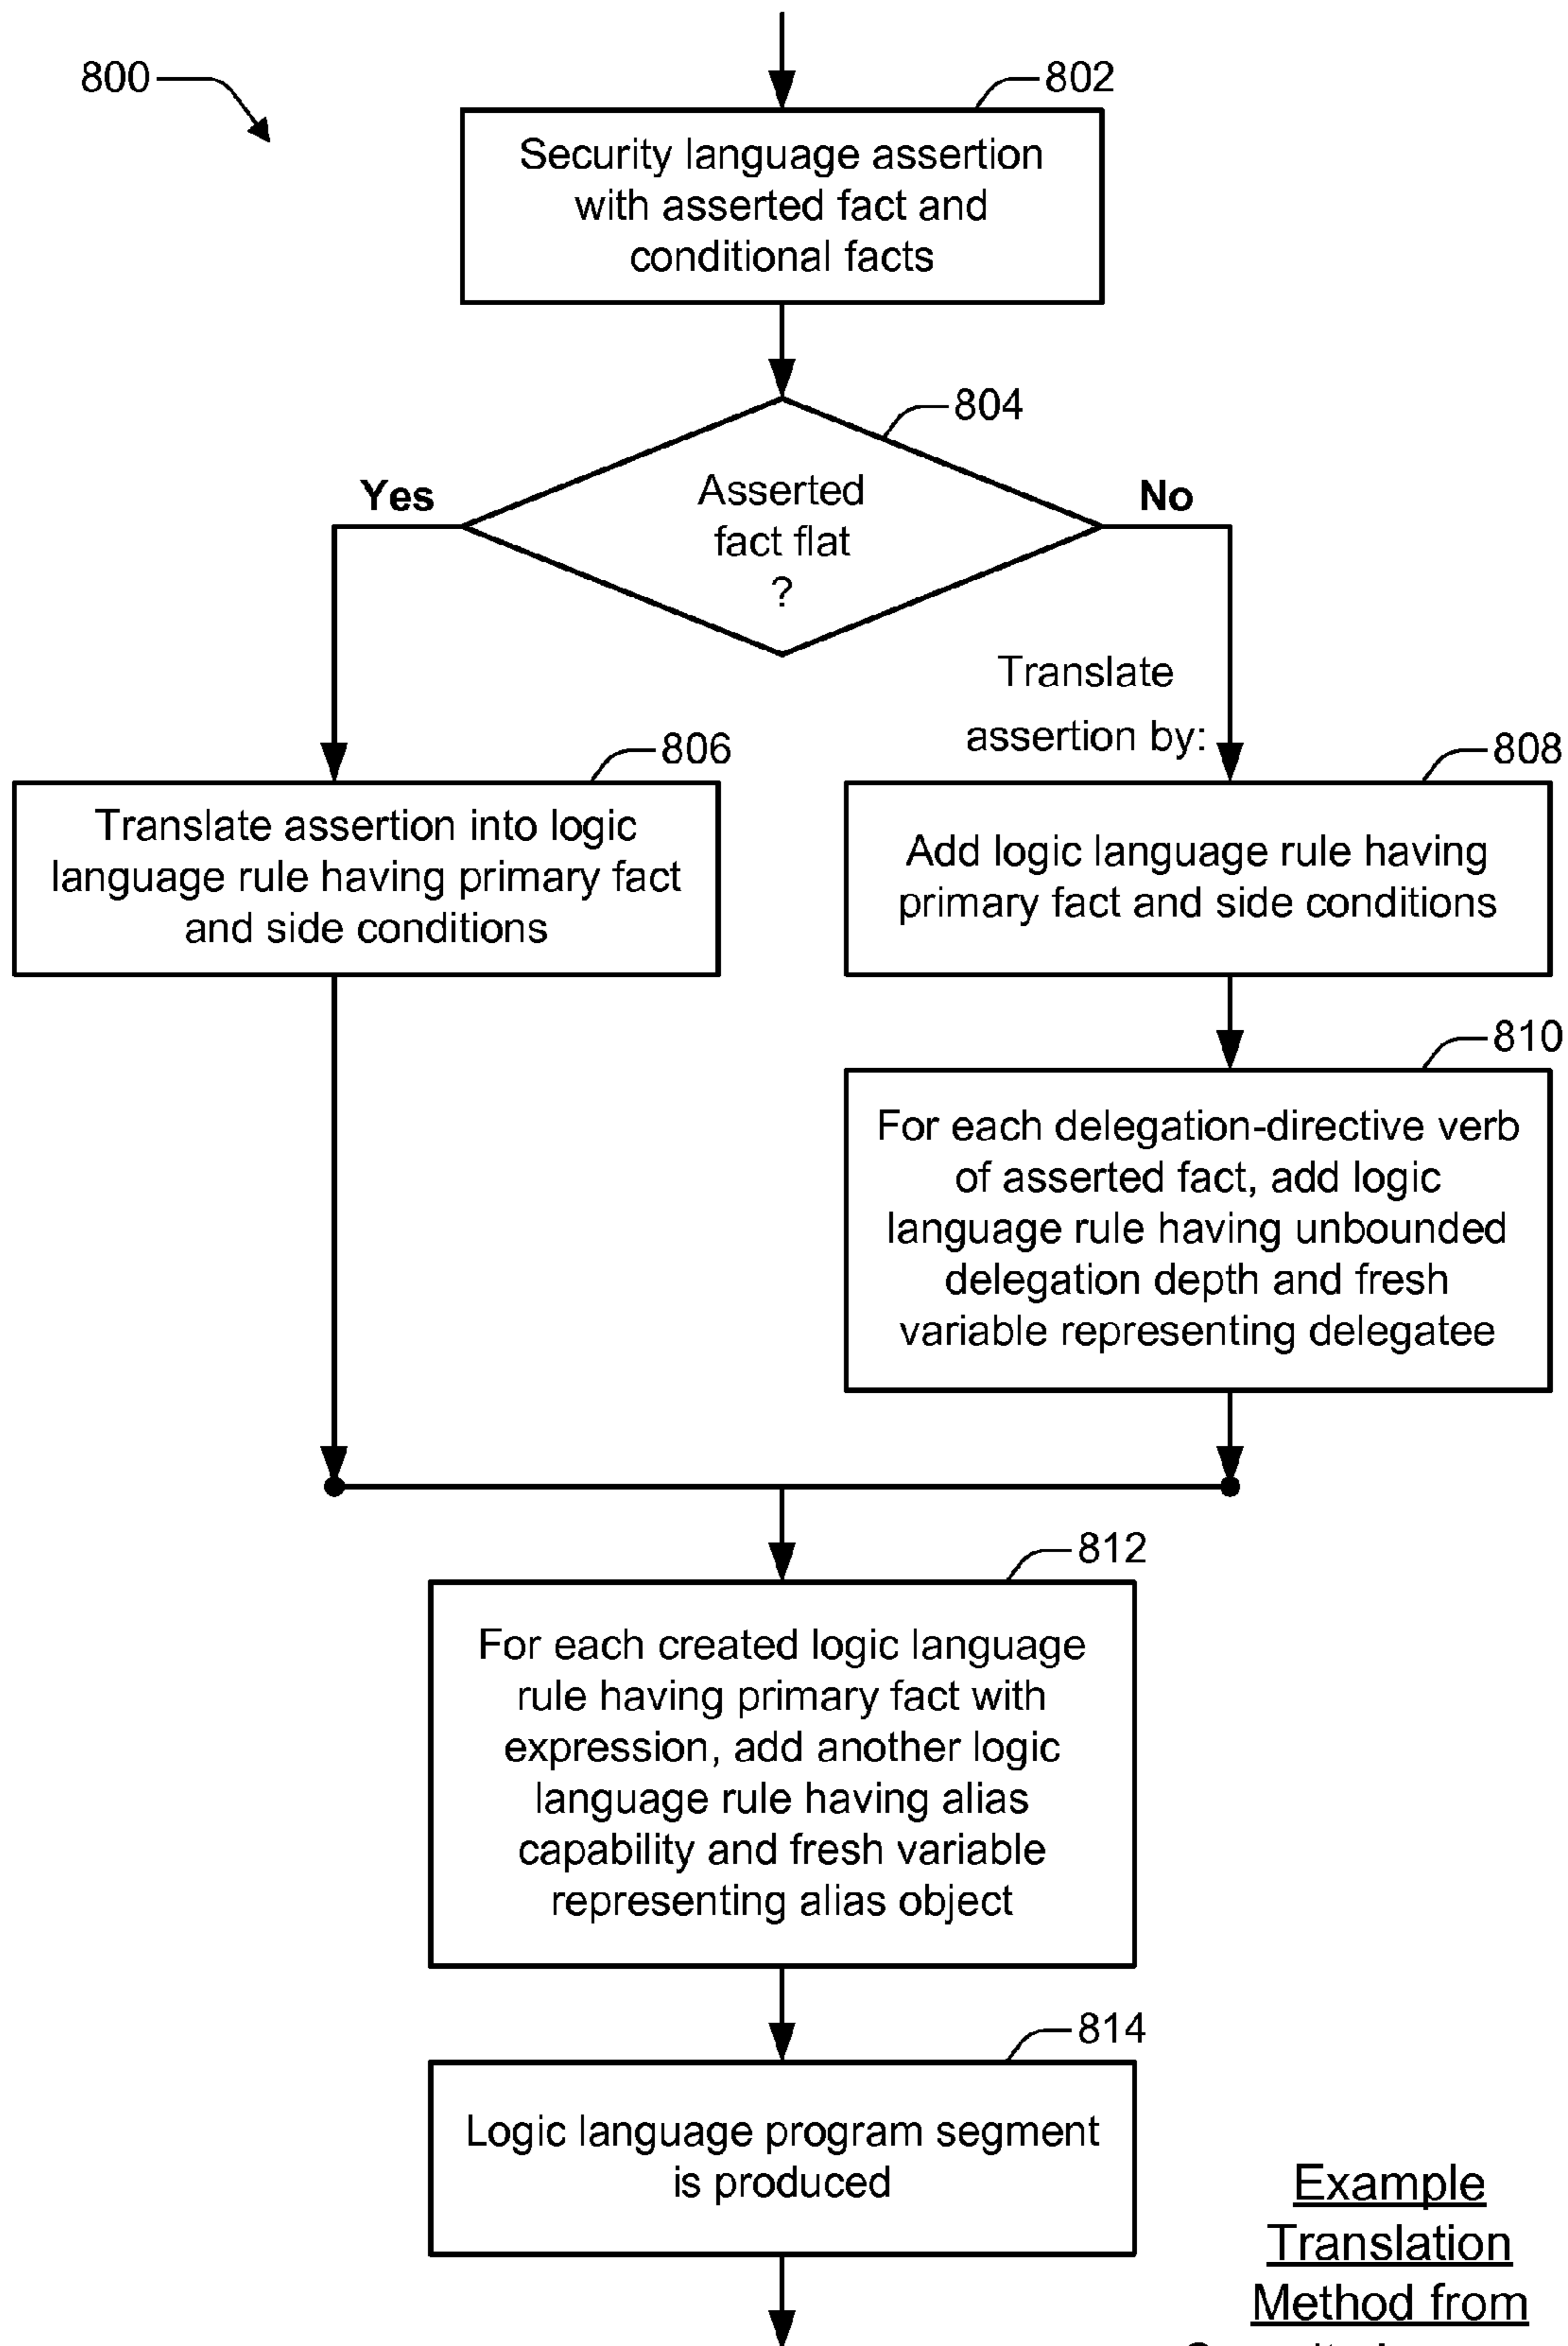 800
802
Security language assertion
with asserted fact and
conditional facts
804
Yes
Asserted
fact flat
?
No
Translate
assertion by:
806
Translate assertion into logic
language rule having primary fact
and side conditions
808
Add logic language rule having
primary fact and side conditions
810
For each delegation-directive verb
of asserted fact, add logic
language rule having unbounded
delegation depth and fresh
variable representing delegatee
812
For each created logic language
rule having primary fact with
expression, add another logic
language rule having alias
capability and fresh variable
representing alias object
814
Logic language program segment
is produced
Example
Translation
Method from